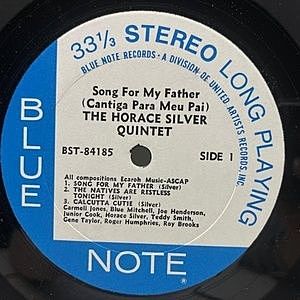 33 1/3 STEREO LONG PLAYING
BLUE NOTE RECORDS · A DIVISION OF UNITED ARTISTS RECORDS, INC.
Song For My Father
(Cantiga Para Meu Pai)
THE HORACE SILVER
QUINTET
BST-84185 SIDE 1
All compositions Ecaroh Music-ASCAP
1. SONG FOR MY FATHER (Silver)
2. THE NATIVES ARE RESTLESS
TONIGHT (Silver)
3. CALCUTTA CUTIE (Silver)
Carmell Jones, Blue Mitchell, Joe Henderson,
Junior Cook, Horace Silver, Teddy Smith,
Gene Taylor, Roger Humphries, Roy Brooks
BLUE
NOTE ®